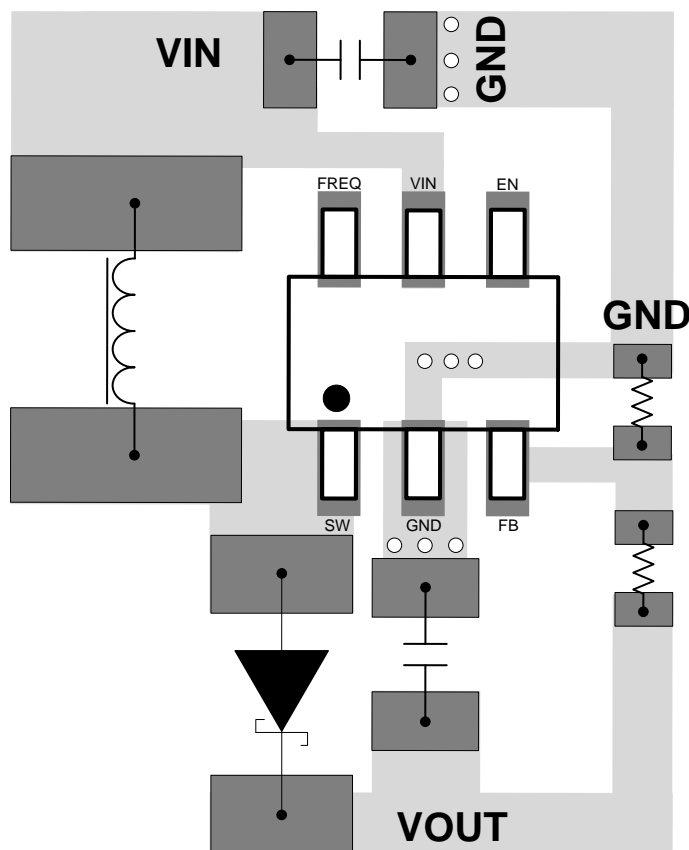 VIN
GND
FREQ
VIN
EN
GND
SW
GND
FB
VOUT